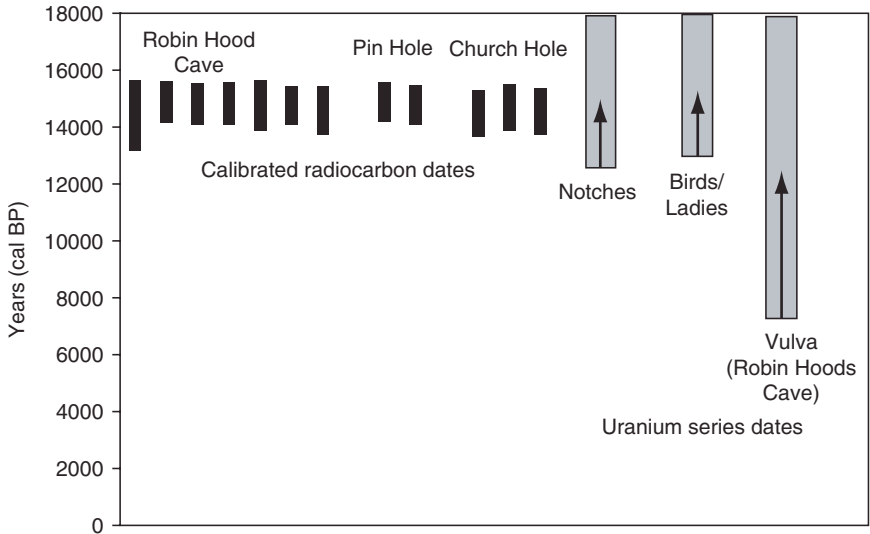 18000
16000
14000
12000
10000
8000
6000
4000
2000
0
Years (cal BP)
Robin Hood
Cave
Pin Hole
Church Hole
Calibrated radiocarbon dates
Notches
Birds/
Ladies
Vulva
(Robin Hoods
Cave)
Uranium series dates